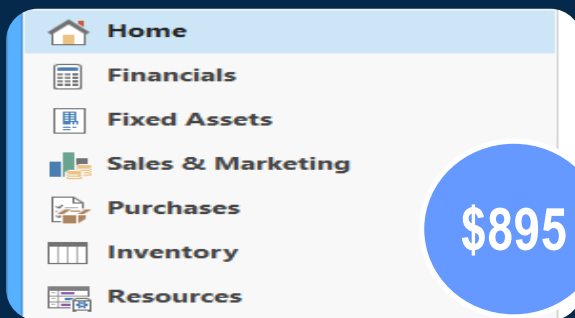 Home
Financials
Fixed Assets
Sales & Marketing
Purchases
$895
Inventory
Resources